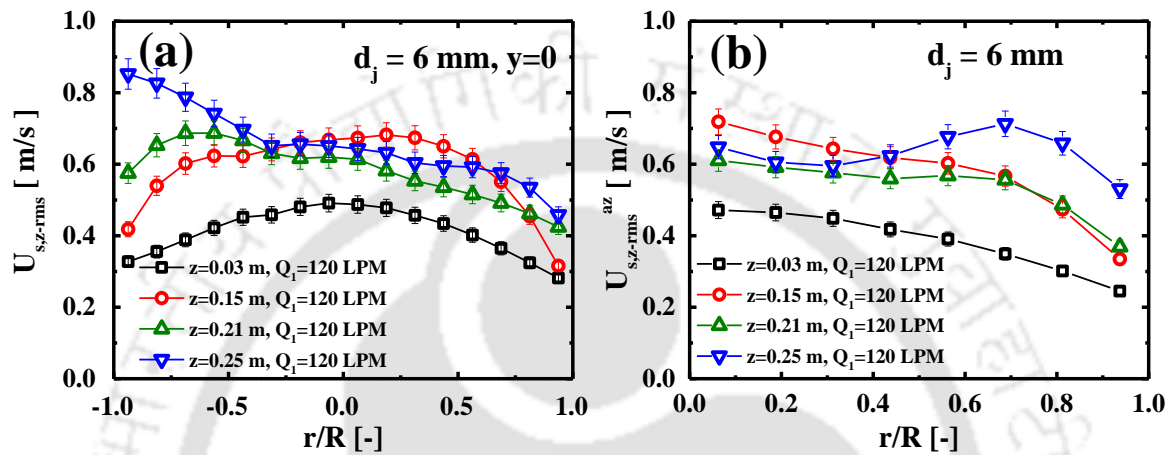 (a)
d_j = 6 mm, y=0
U_s,z-rms [ m/s]
1.0
0.8
0.6
0.4
0.2
0.0
z=0.03 m, Q_1=120 LPM
z=0.15 m, Q_1=120 LPM
z=0.21 m, Q_1=120 LPM
z=0.25 m, Q_1=120 LPM
-1.0 -0.5 0.0 0.5 1.0
r/R [-]
(b)
d_j = 6 mm
U^az_s,z-rms [ m/s]
1.0
0.8
0.6
0.4
0.2
0.0
z=0.03 m, Q_1=120 LPM
z=0.15 m, Q_1=120 LPM
z=0.21 m, Q_1=120 LPM
z=0.25 m, Q_1=120 LPM
0.0 0.2 0.4 0.6 0.8 1.0
r/R [-]